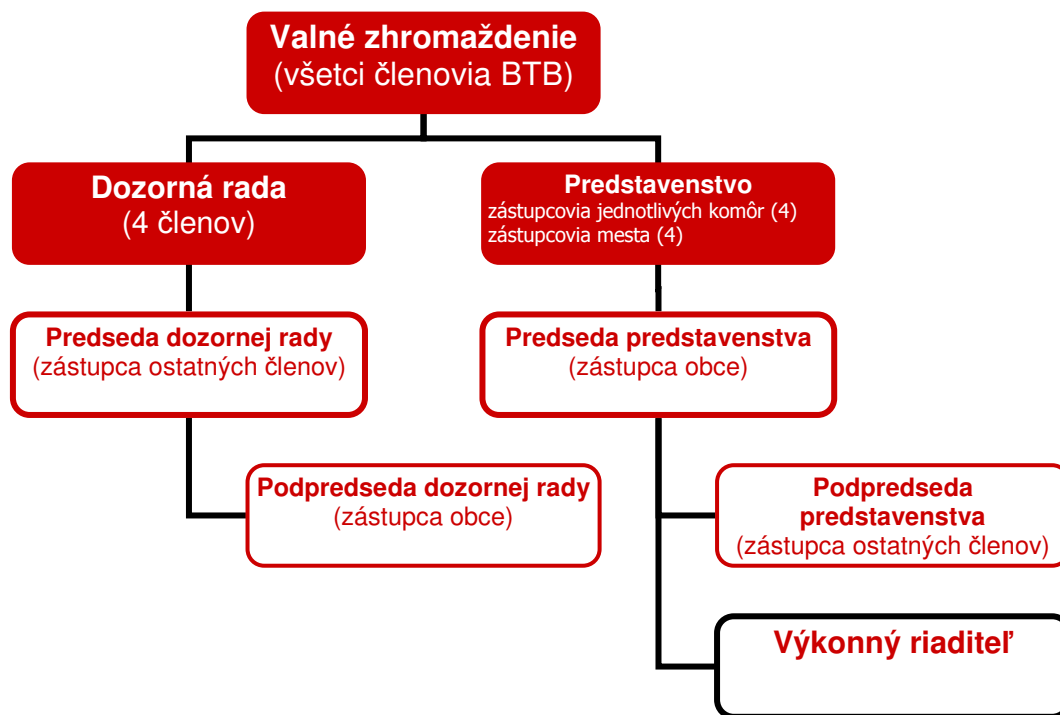 Valné zhromaždenie
(všetci členovia BTB)
Dozorná rada
(4 členov)
Predstavenstvo
zástupcovia jednotlivých komôr (4)
zástupcovia mesta (4)
Predseda dozornej rady
(zástupca ostatných členov)
Predseda predstavenstva
(zástupca obce)
Podpredseda dozornej rady
(zástupca obce)
Podpredseda
predstavenstva
(zástupca ostatných členov)
Výkonný riaditeľ